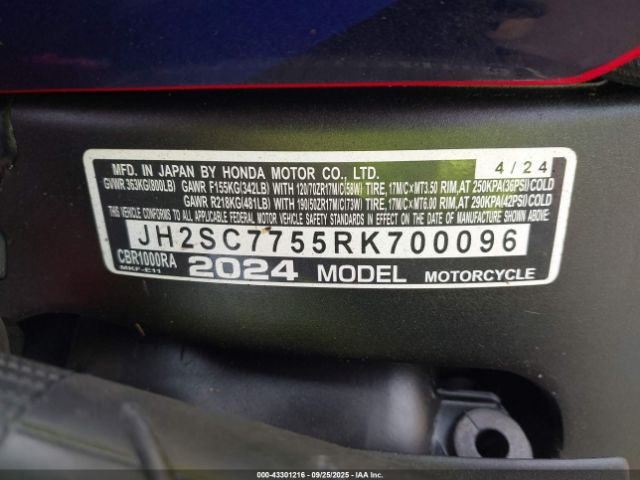 MFD. IN JAPAN BY HONDA MOTOR CO., LTD. 4/24
GVWR 363KG(800LB) GAWR F155KG(342LB) WITH 120/70ZR17M/C(58W) TIRE, 17M/C×MT3.50 RIM, AT 250KPA(36PSI)COLD
GAWR R218KG(481LB) WITH 190/50ZR17M/C(73W) TIRE, 17M/C×MT6.00 RIM, AT 290KPA(42PSI)COLD
THIS VEHICLE CONFORMS TO ALL APPLICABLE U.S. FEDERAL MOTOR VEHICLE SAFETY STANDARDS IN EFFECT ON THE DATE OF MANUFACTURE SHOWN ABOVE.
JH2SC7755RK700096
CBR1000RA 2024 MODEL MOTORCYCLE
MKF-E11
000-43301216 - 09/25/2025 - IAA Inc.